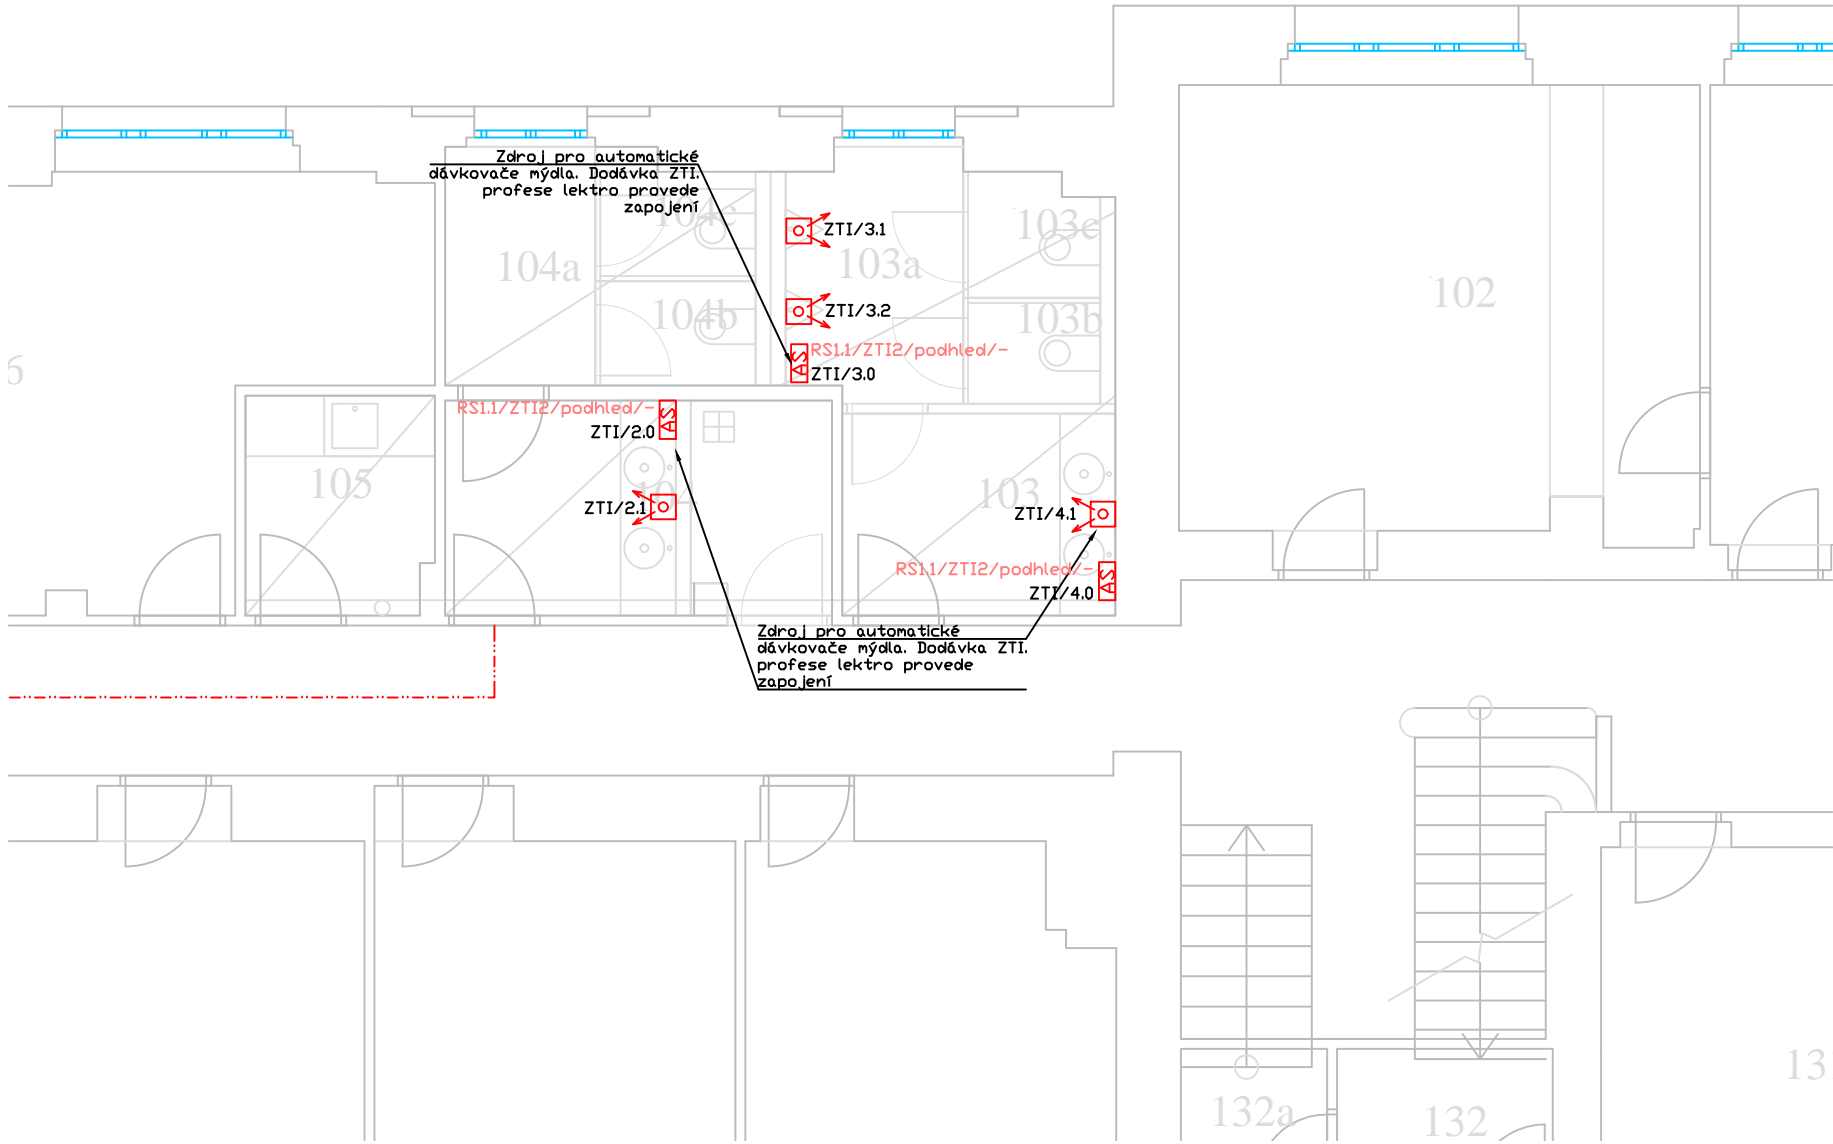 Zdroj pro automatické
dávkovače mýdla. Dodávka ZTI.
profese lektro provede
zapojení
104c
103c
ZTI/3.1
104a
103a
102
104b
ZTI/3.2
103b
RS1.1/ZTI2/podhled/-
AS
ZTI/3.0
6
RS1.1/ZTI2/podhled/-
AS
ZTI/2.0
105
104
103
ZTI/2.1
ZTI/4.1
RS1.1/ZTI2/podhled/-
AS
ZTI/4.0
Zdroj pro automatické
dávkovače mýdla. Dodávka ZTI.
profese lektro provede
zapojení
13
132a
132